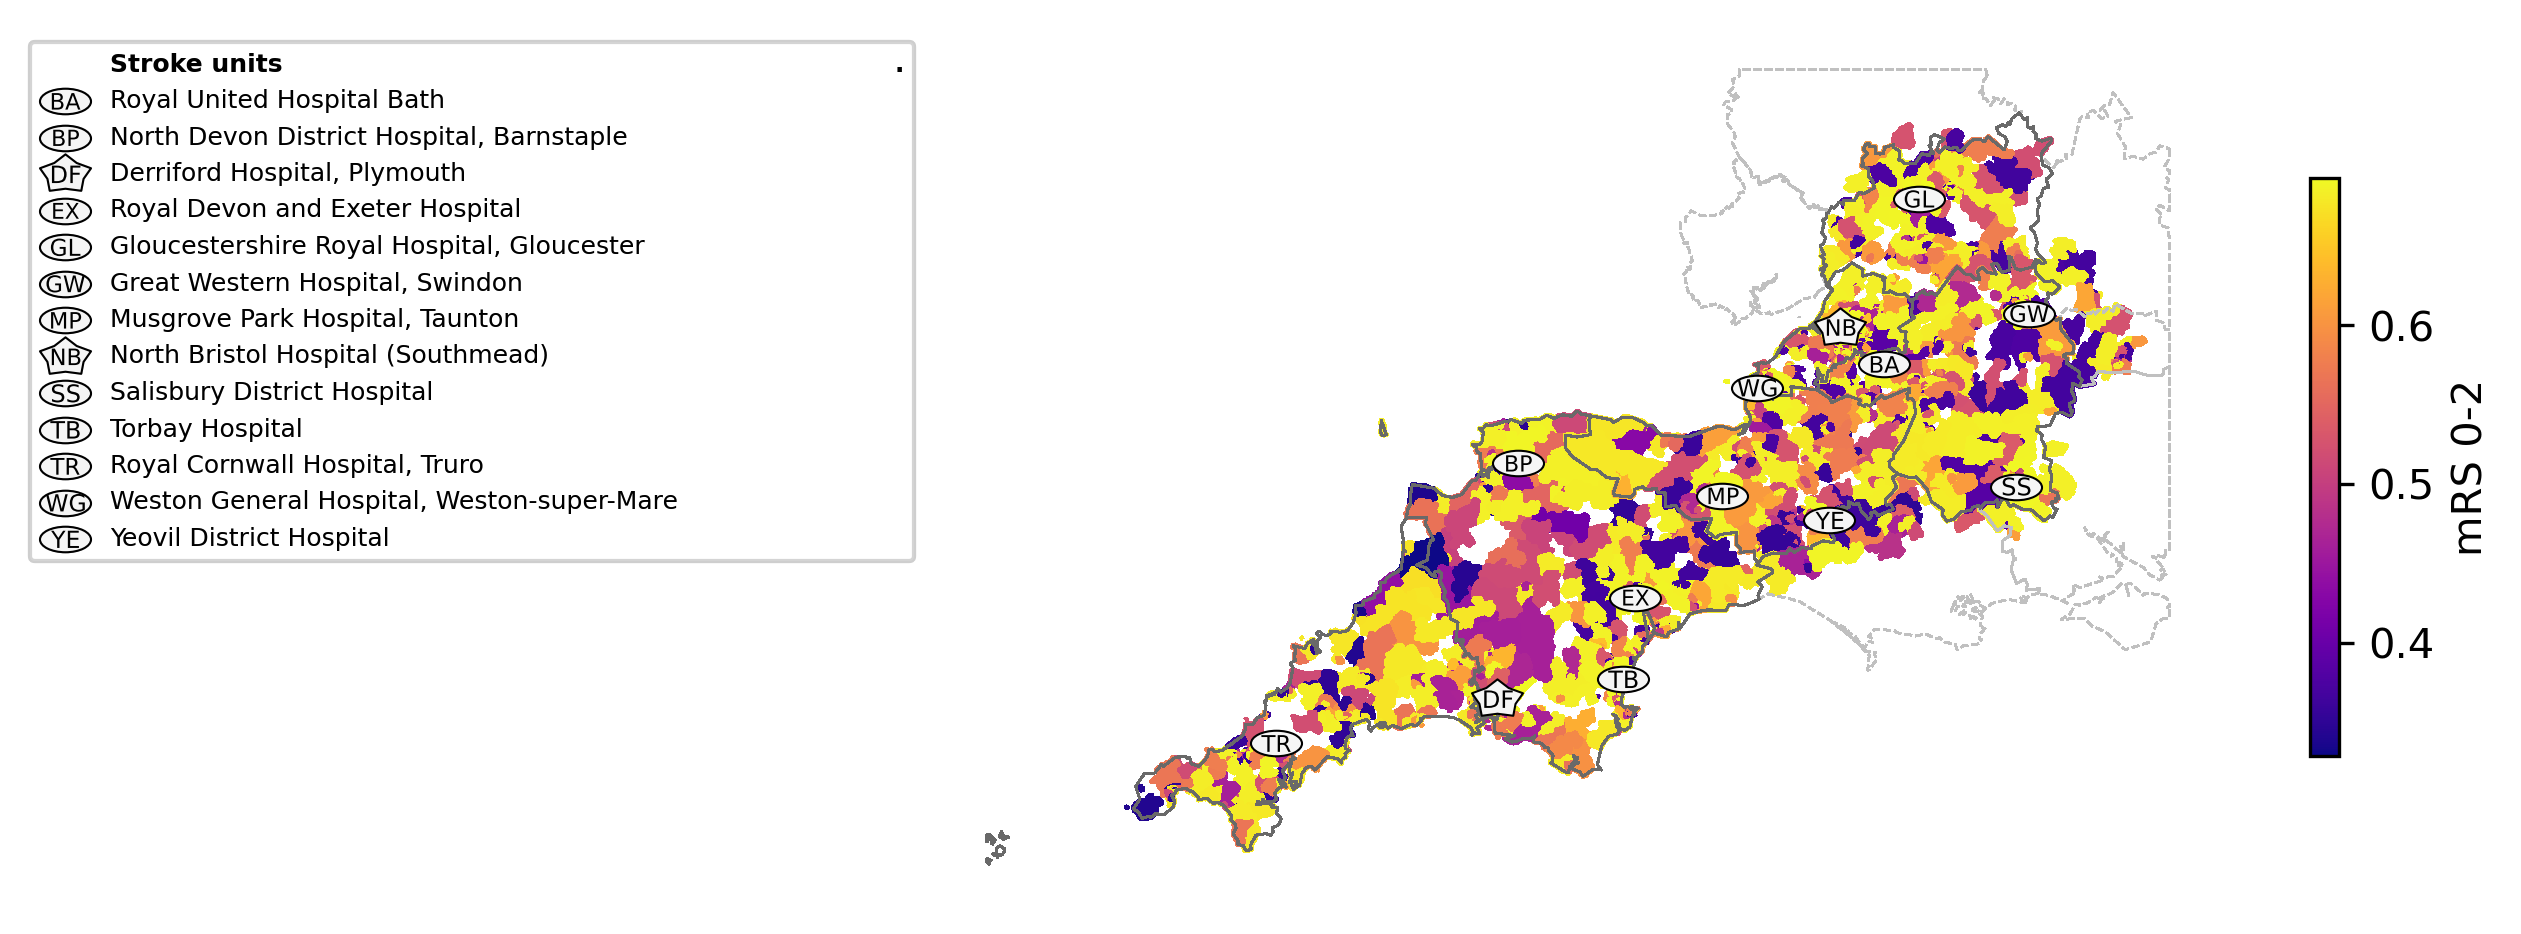 Stroke units .
BA Royal United Hospital Bath
BP North Devon District Hospital, Barnstaple
DF Derriford Hospital, Plymouth
EX Royal Devon and Exeter Hospital
GL Gloucestershire Royal Hospital, Gloucester
GW Great Western Hospital, Swindon
MP Musgrove Park Hospital, Taunton
NB North Bristol Hospital (Southmead)
SS Salisbury District Hospital
TB Torbay Hospital
TR Royal Cornwall Hospital, Truro
WG Weston General Hospital, Weston-super-Mare
YE Yeovil District Hospital
GL
GW
NB
BA
WG
BP
MP
SS
YE
EX
TB
DF
TR
0.6
0.5
0.4
mRS 0-2